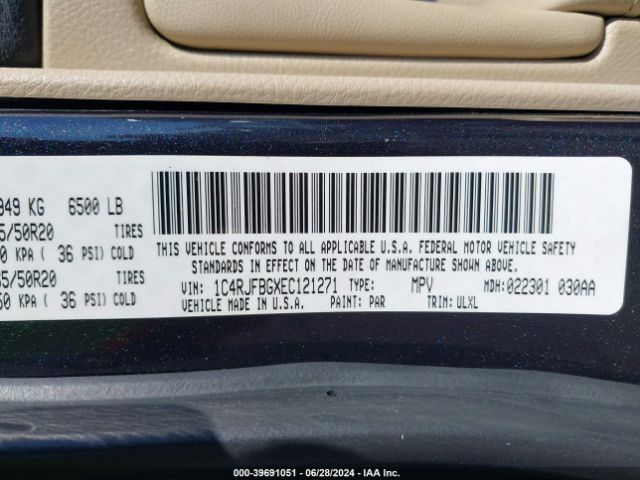 949 KG 6500 LB
5/50R20 TIRES
0 KPA ( 36 PSI) COLD
5/50R20 TIRES
50 KPA ( 36 PSI) COLD
THIS VEHICLE CONFORMS TO ALL APPLICABLE U.S.A. FEDERAL MOTOR VEHICLE SAFETY
STANDARDS IN EFFECT ON THE DATE OF MANUFACTURE SHOWN ABOVE.
VIN: 1C4RJFBGXEC121271 TYPE: MPV MDH: 022301 030AA
VEHICLE MADE IN U.S.A. PAINT: PAR TRIM: ULXL
000-39691051 - 06/28/2024 - IAA Inc.